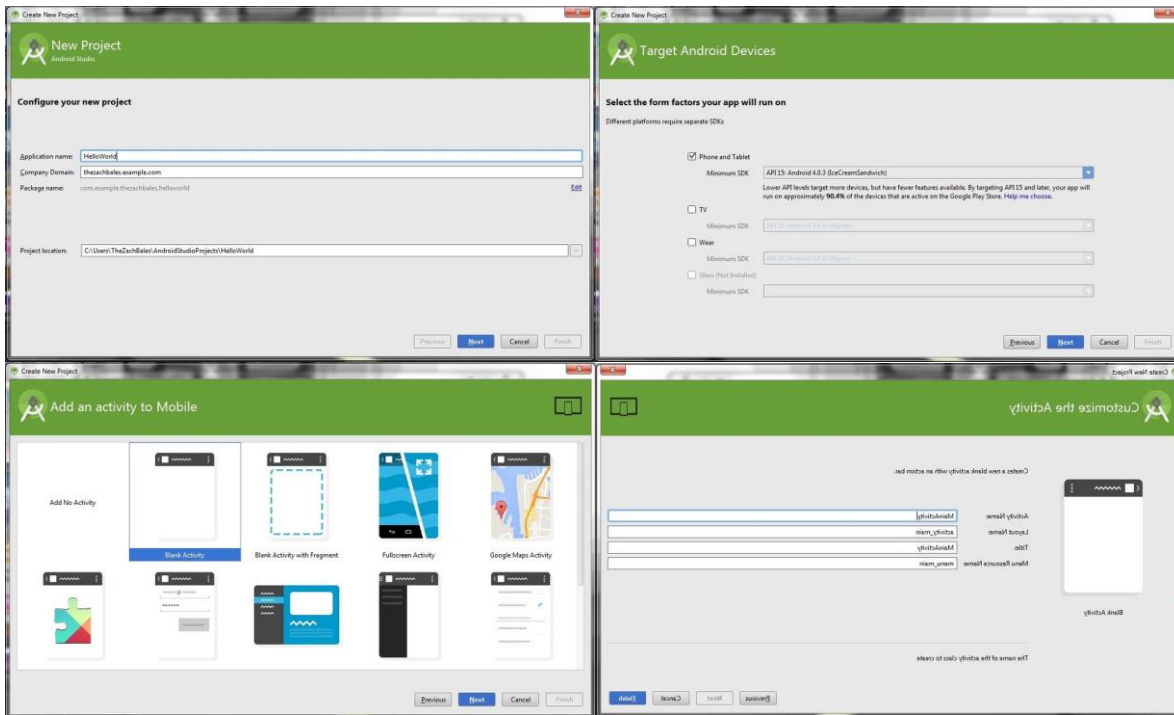 Create New Project
New Project
Android Studio
Configure your new project
Application name: HelloWorld
Company Domain: thezachbales.example.com
Package name: com.example.thezachbales.helloworld
Edit
Project location: C:\Users\TheZachBales\AndroidStudioProjects\HelloWorld
...
Previous Next Cancel Finish
Create New Project
Target Android Devices
Select the form factors your app will run on
Different platforms require separate SDKs
Phone and Tablet
Minimum SDK API 15: Android 4.0.3 (IceCreamSandwich)
Lower API levels target more devices, but have fewer features available. By targeting API 15 and later, your app will
run on approximately 90.4% of the devices that are active on the Google Play Store. Help me choose.
TV
Minimum SDK API 21: Android 5.0 (Lollipop)
Wear
Minimum SDK
Glass (Not Installed)
Minimum SDK
Previous Next Cancel Finish
Create New Project
Add an activity to Mobile
Add No Activity
Blank Activity
Blank Activity with Fragment
Fullscreen Activity
Google Maps Activity
Previous Next Cancel Finish
Create New Project
Customize the Activity
Creates a new blank activity with an action bar.
Activity Name: MainActivity
Layout Name: activity_main
Title: MainActivity
Menu Resource Name: menu_main
Blank Activity
The name of the activity class to create
Previous Next Cancel Finish